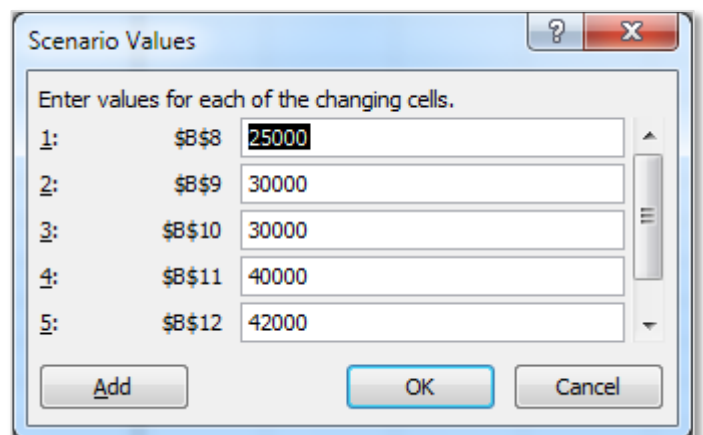 Scenario Values
Enter values for each of the changing cells.
1: $B$8 25000
2: $B$9 30000
3: $B$10 30000
4: $B$11 40000
5: $B$12 42000
Add OK Cancel